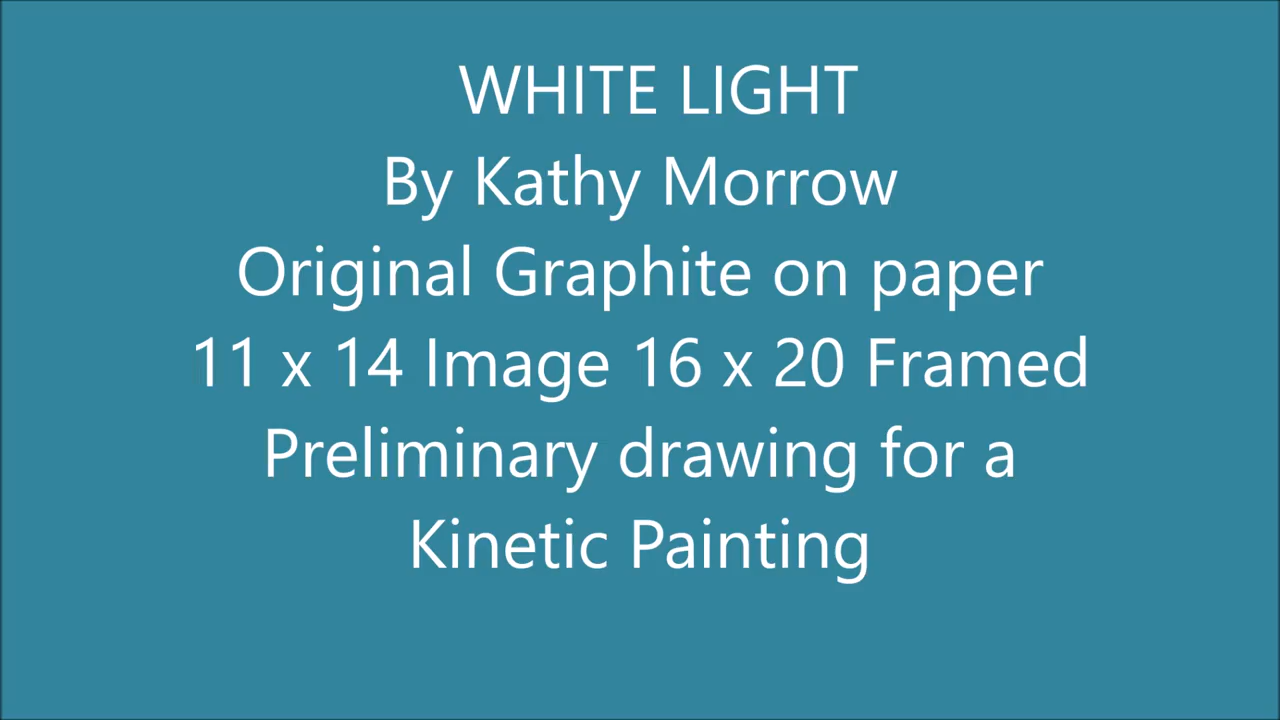 WHITE LIGHT
By Kathy Morrow
Original Graphite on paper
11 x 14 Image 16 x 20 Framed
Preliminary drawing for a
Kinetic Painting